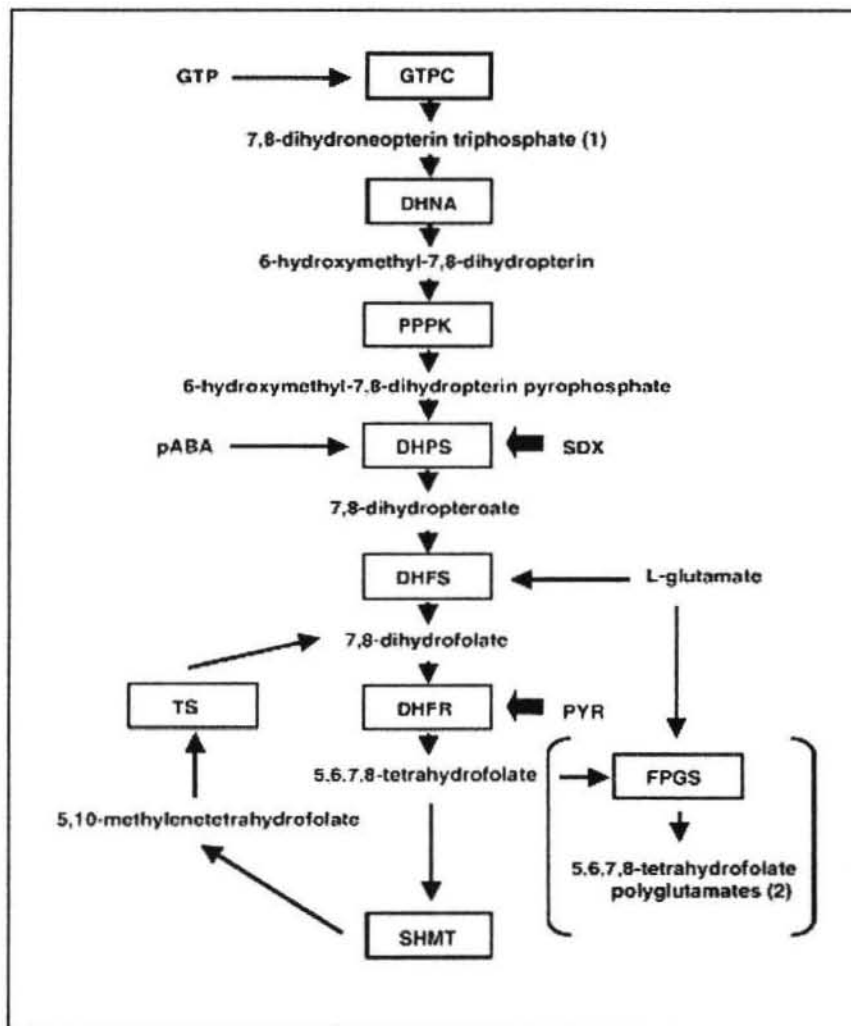 GTP
GTPC
7,8-dihydroneopterin triphosphate (1)
DHNA
6-hydroxymethyl-7,8-dihydropterin
PPPK
6-hydroxymethyl-7,8-dihydropterin pyrophosphate
pABA
DHPS
SDX
7,8-dihydropteroate
DHFS
L-glutamate
7,8-dihydrofolate
TS
DHFR
PYR
5,6,7,8-tetrahydrofolate
FPGS
5,10-methylenetetrahydrofolate
5,6,7,8-tetrahydrofolate
polyglutamates (2)
SHMT